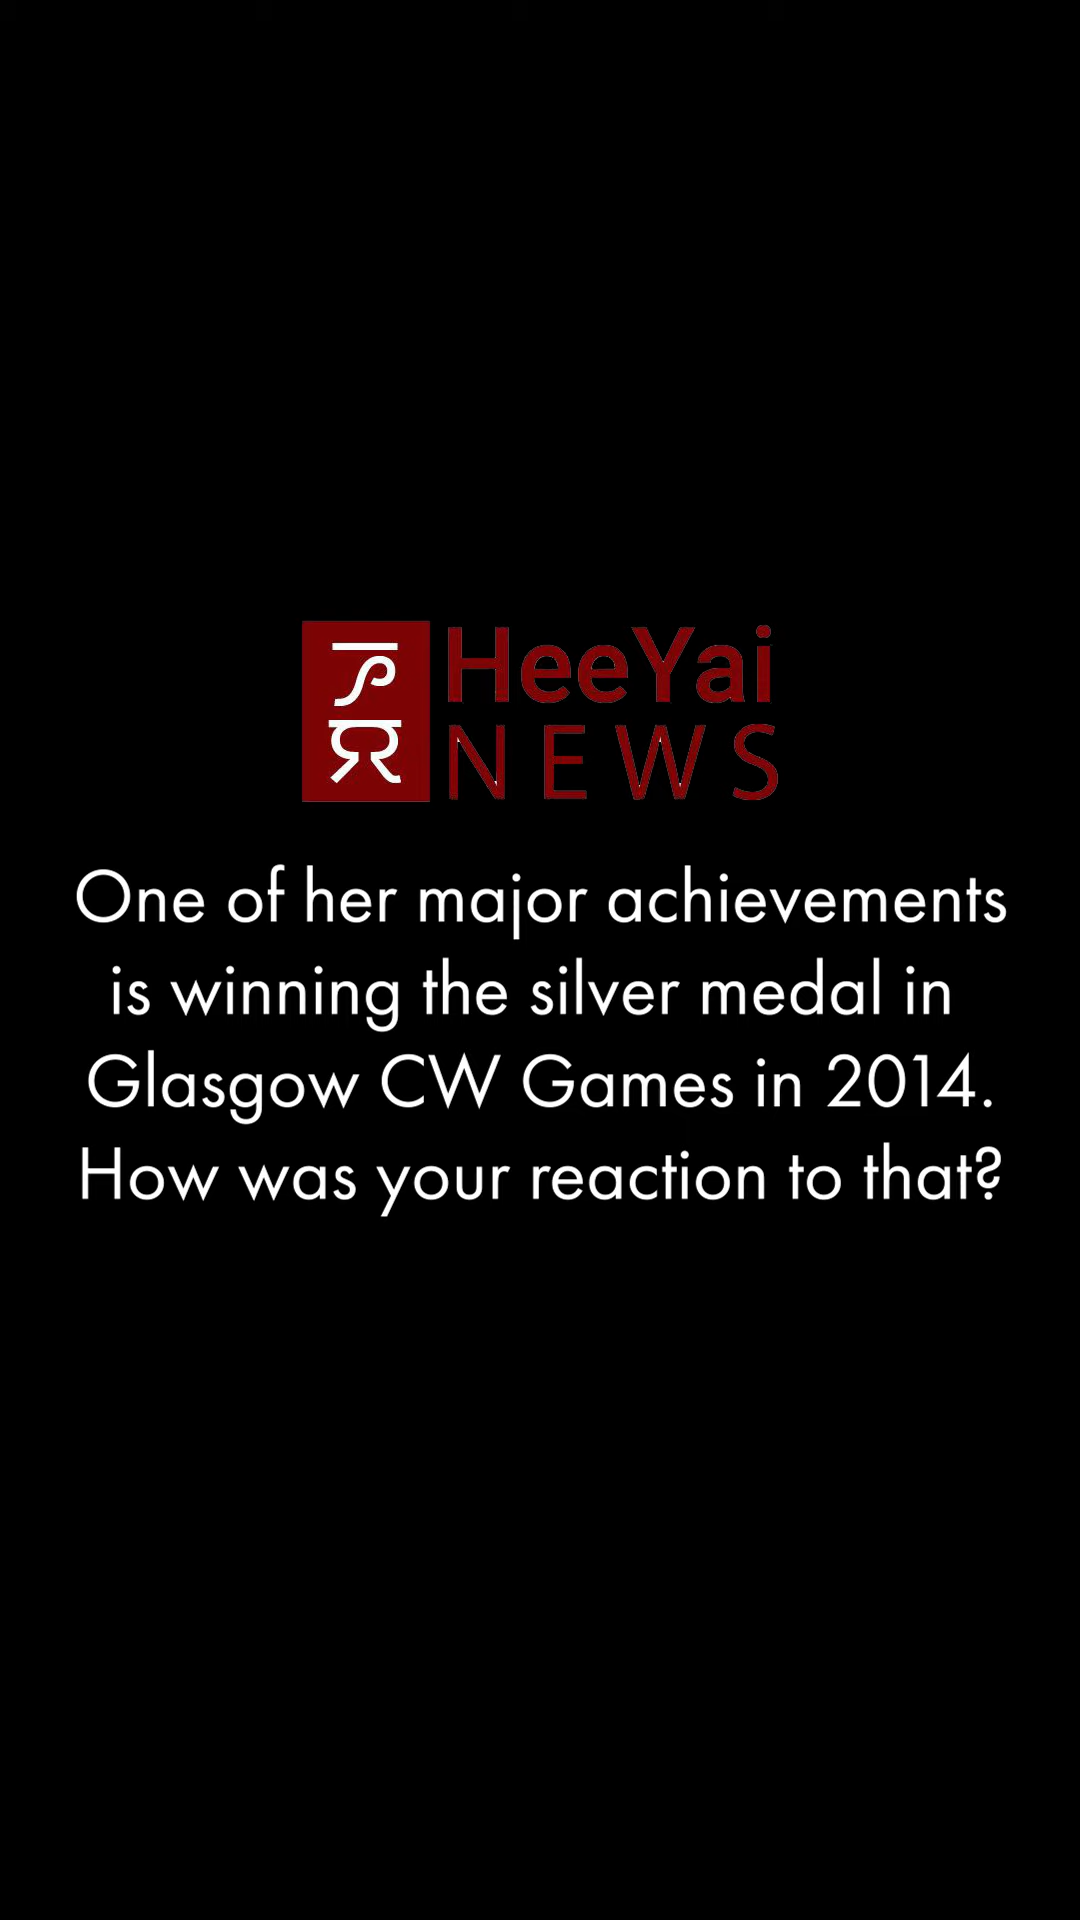 HeeYai
NEWS
One of her major achievements
is winning the silver medal in
Glasgow CW Games in 2014.
How was your reaction to that?